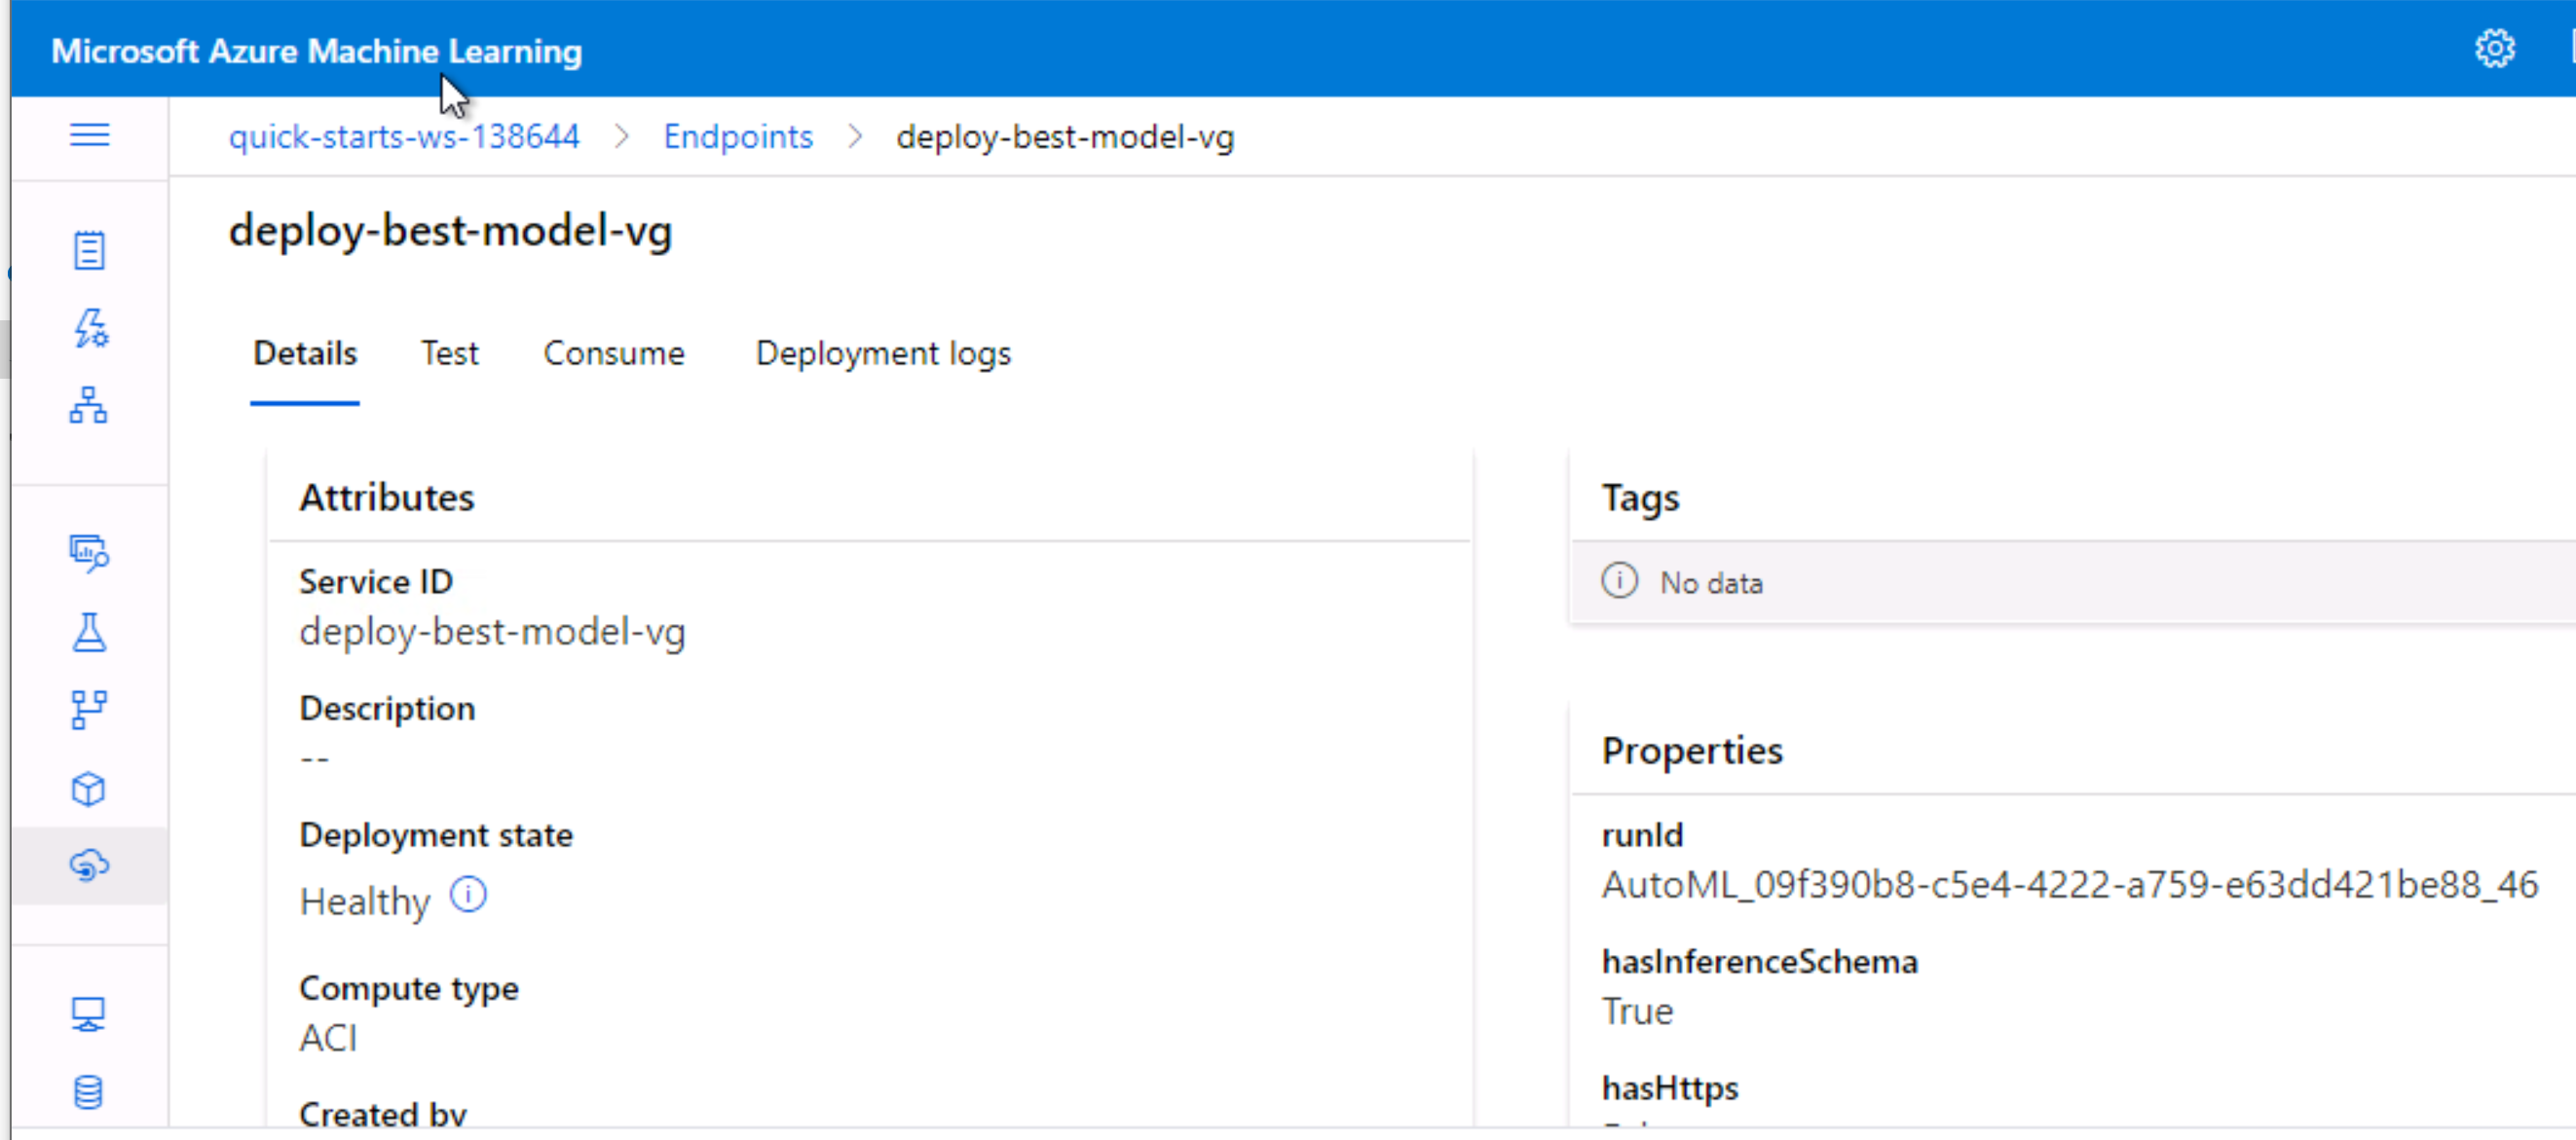 Microsoft Azure Machine Learning
quick-starts-ws-138644 > Endpoints > deploy-best-model-vg
deploy-best-model-vg
Details Test Consume Deployment logs
Attributes
Service ID
deploy-best-model-vg
Description
--
Deployment state
Healthy
Compute type
ACI
Created by
Tags
No data
Properties
runId
AutoML_09f390b8-c5e4-4222-a759-e63dd421be88_46
hasInferenceSchema
True
hasHttps